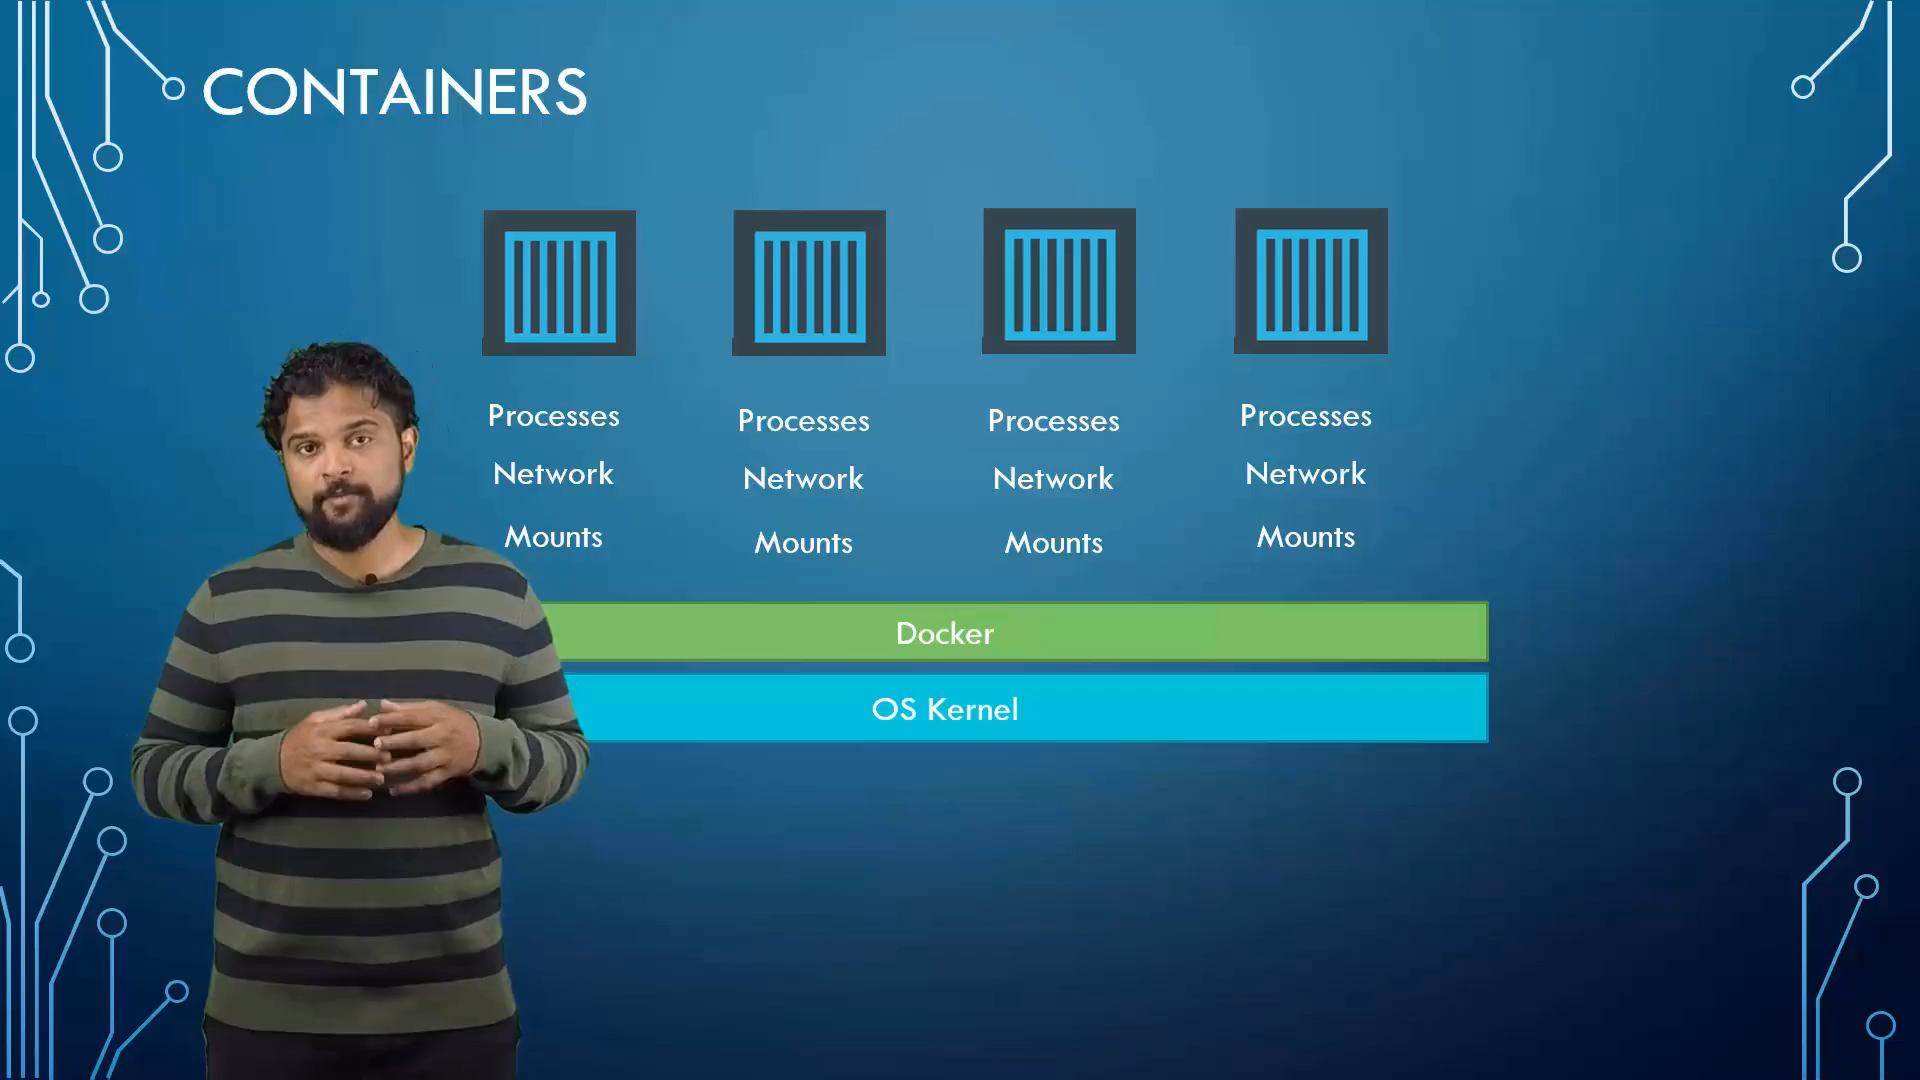 CONTAINERS
Processes Processes Processes Processes
Network Network Network Network
Mounts Mounts Mounts Mounts
Docker
OS Kernel